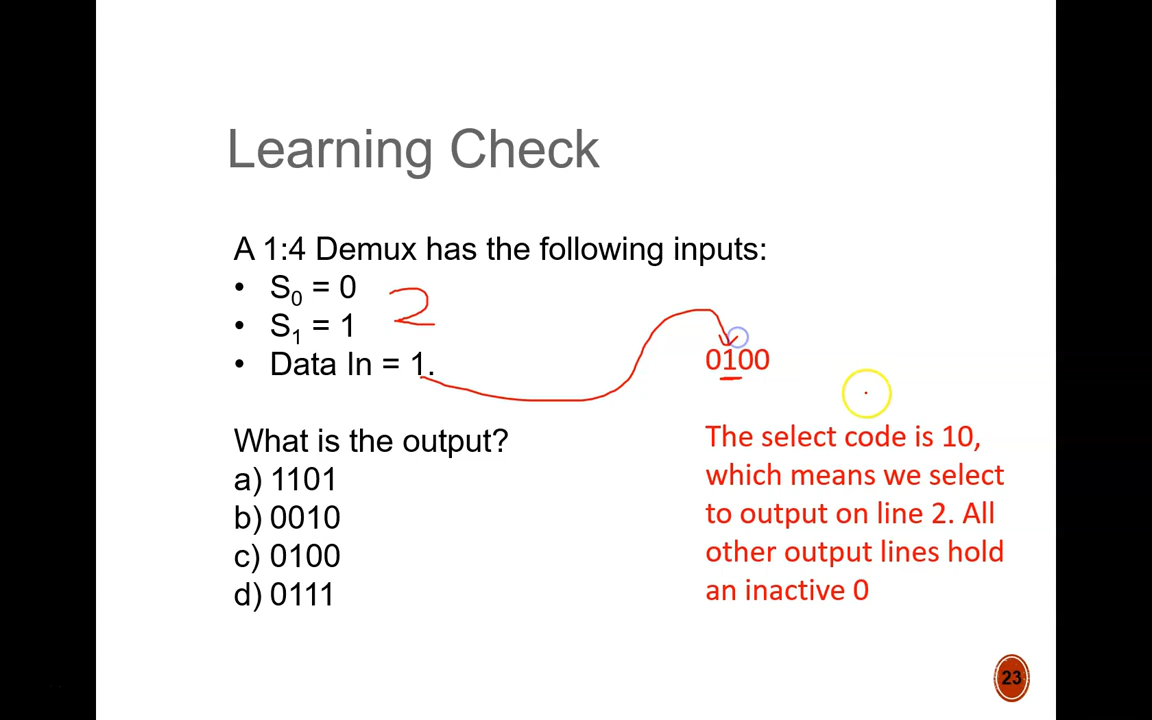 Learning Check
A 1:4 Demux has the following inputs:
• S₀ = 0
• S₁ = 1
2
• Data In = 1.
0100
What is the output?
a) 1101
b) 0010
c) 0100
d) 0111
The select code is 10,
which means we select
to output on line 2. All
other output lines hold
an inactive 0
23